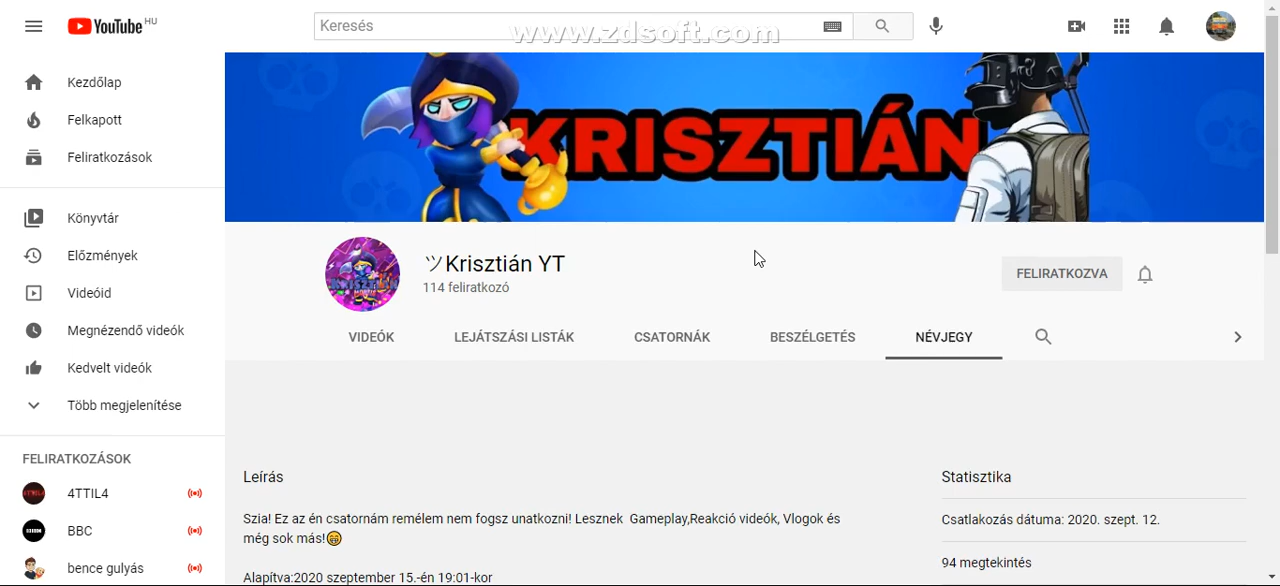 YouTube HU
Keresés
www.zdsoft.com
Kezdőlap
Felkapott
Feliratkozások
Könyvtár
Előzmények
Videóid
Megnézendő videók
Kedvelt videók
Több megjelenítése
FELIRATKOZÁSOK
4TTIL4
BBC
bence gulyás
KRISZTIÁN
ツKrisztián YT
114 feliratkozó
FELIRATKOZVA
VIDEÓK LEJÁTSZÁSI LISTÁK CSATORNÁK BESZÉLGETÉS NÉVJEGY
Leírás
Szia! Ez az én csatornám remélem nem fogsz unatkozni! Lesznek Gameplay,Reakció videók, Vlogok és
még sok más!😁
Alapítva:2020 szeptember 15.-én 19:01-kor
Statisztika
Csatlakozás dátuma: 2020. szept. 12.
94 megtekintés